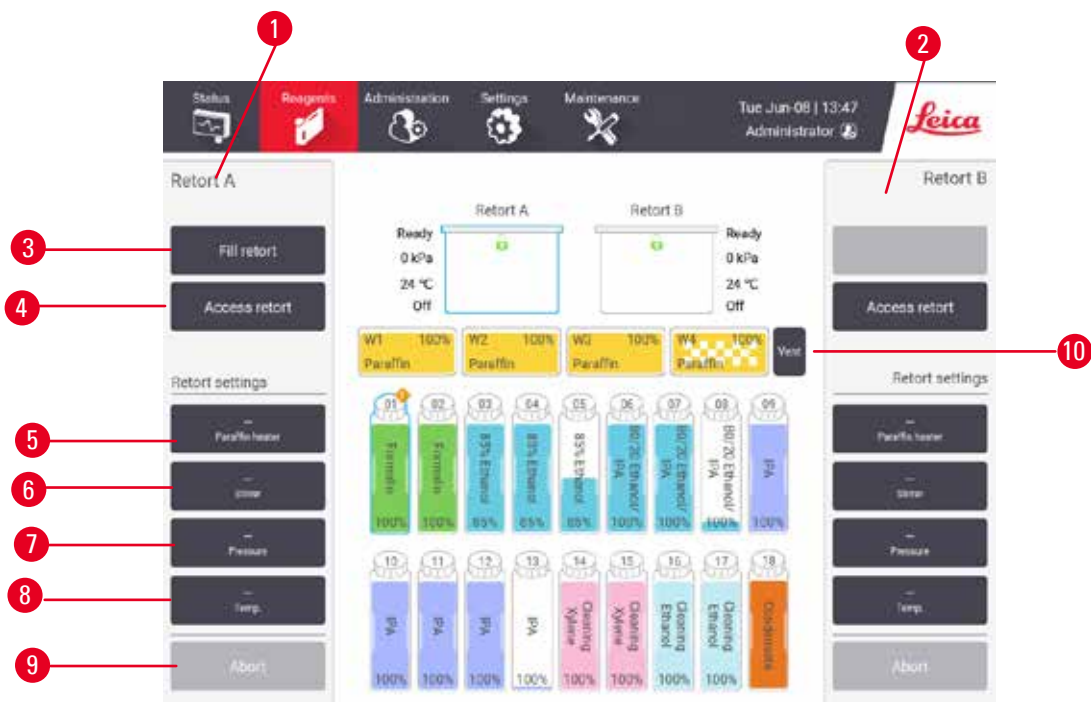 1
2
Status
Reagents
Administration
Settings
Maintenance
Tue Jun-08 | 13:47
Administrator
Leica
Retort A
Retort B
3
Fill retort
4
Access retort
Retort settings
5
--
Paraffin heater
6
--
Stirrer
7
--
Pressure
8
--
Temp.
9
Abort
Retort A
Retort B
Ready
0 kPa
24 °C
Off
Ready
0 kPa
24 °C
Off
W1 100%
Paraffin
W2 100%
Paraffin
W3 100%
Paraffin
W4 100%
Paraffin
Vent
10
01
Formalin
100%
02
Formalin
100%
03
85% Ethanol
85%
04
85% Ethanol
85%
05
85% Ethanol
85%
06
80/20 Ethanol/
IPA
100%
07
80/20 Ethanol/
IPA
100%
08
80/20 Ethanol/
IPA
100%
09
IPA
100%
10
IPA
100%
11
IPA
100%
12
IPA
100%
13
IPA
100%
14
Cleaning
Xylene
100%
15
Cleaning
Xylene
100%
16
Cleaning
Ethanol
100%
17
Cleaning
Ethanol
100%
18
Condensate
Access retort
Retort settings
--
Paraffin heater
--
Stirrer
--
Pressure
--
Temp.
Abort